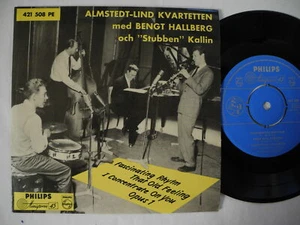 421 508 PE
ALMSTEDT-LIND KVARTETTEN
med BENGT HALLBERG
och "Stubben" Kallin
Fascinating Rhythm
That Old Feeling
I Concentrate On You
Opus I
PHILIPS
45
PHILIPS